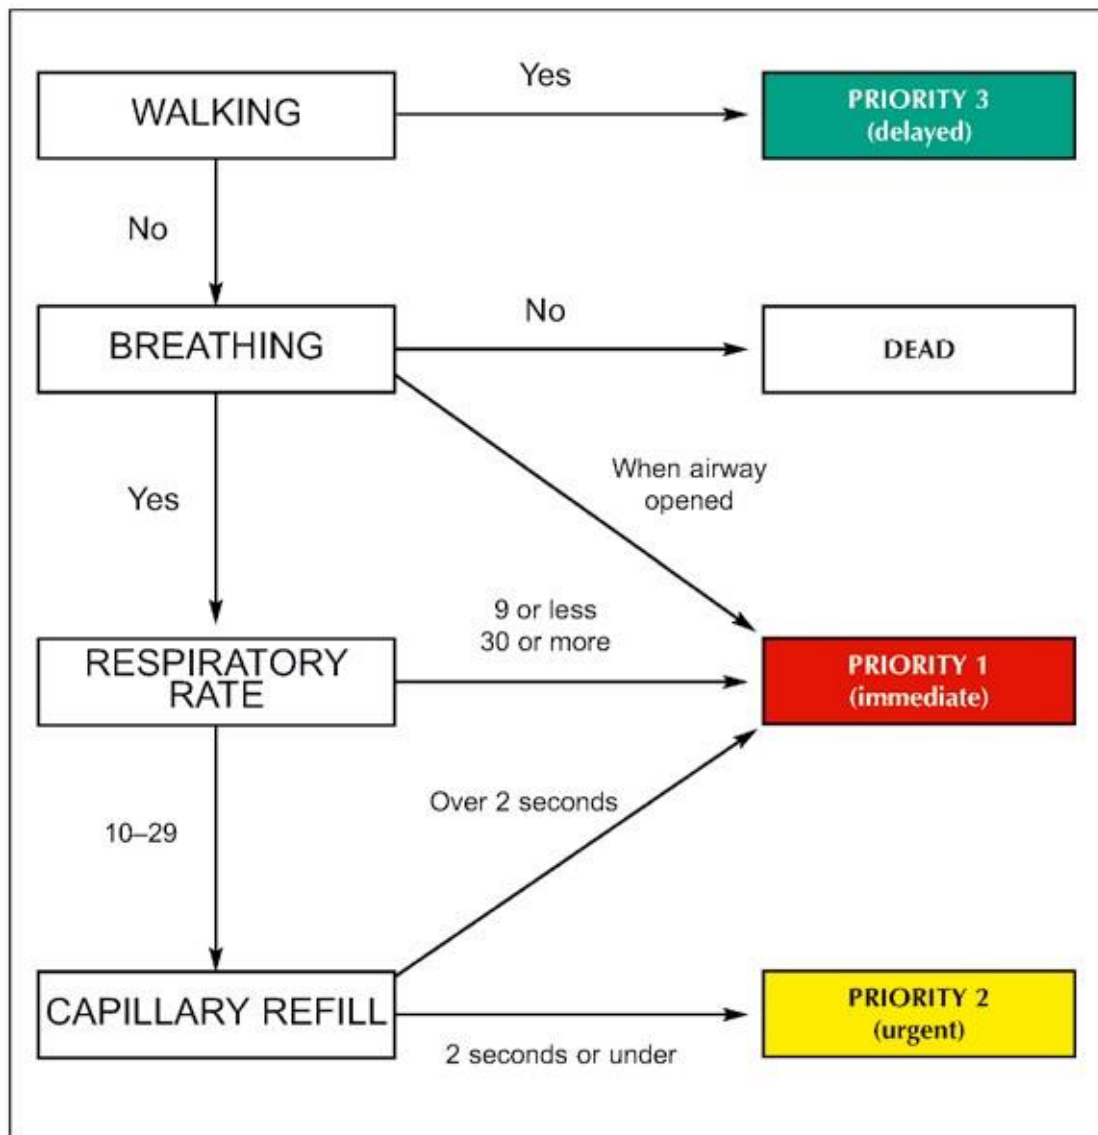 WALKING
Yes
PRIORITY 3
(delayed)
No
BREATHING
No
DEAD
Yes
When airway
opened
RESPIRATORY
RATE
9 or less
30 or more
PRIORITY 1
(immediate)
10–29
Over 2 seconds
CAPILLARY REFILL
2 seconds or under
PRIORITY 2
(urgent)